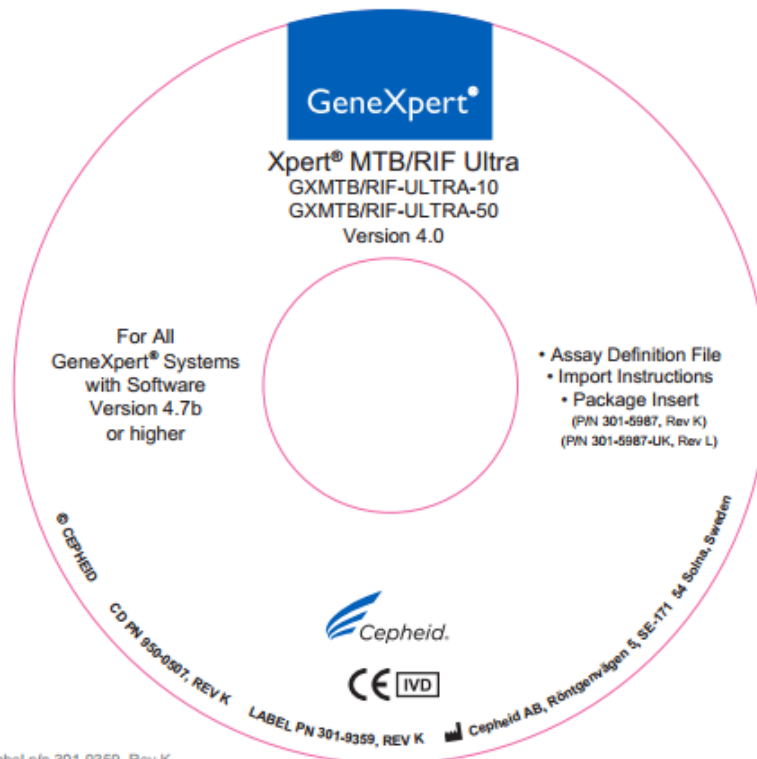 GeneXpert
Xpert® MTB/RIF Ultra
GXMTB/RIF-ULTRA-10
GXMTB/RIF-ULTRA-50
Version 4.0
For All
GeneXpert® Systems
with Software
Version 4.7b
or higher
• Assay Definition File
• Import Instructions
• Package Insert
(P/N 301-5987, Rev K)
(P/N 301-5987-UK, Rev L)
Cepheid®
CE IVD
© CEPHEID CD PN 950-0507, REV K LABEL PN 301-9359, REV K Cepheid AB, Röntgenvägen 5, SE-171 54 Solna, Sweden
301-9359, Rev K